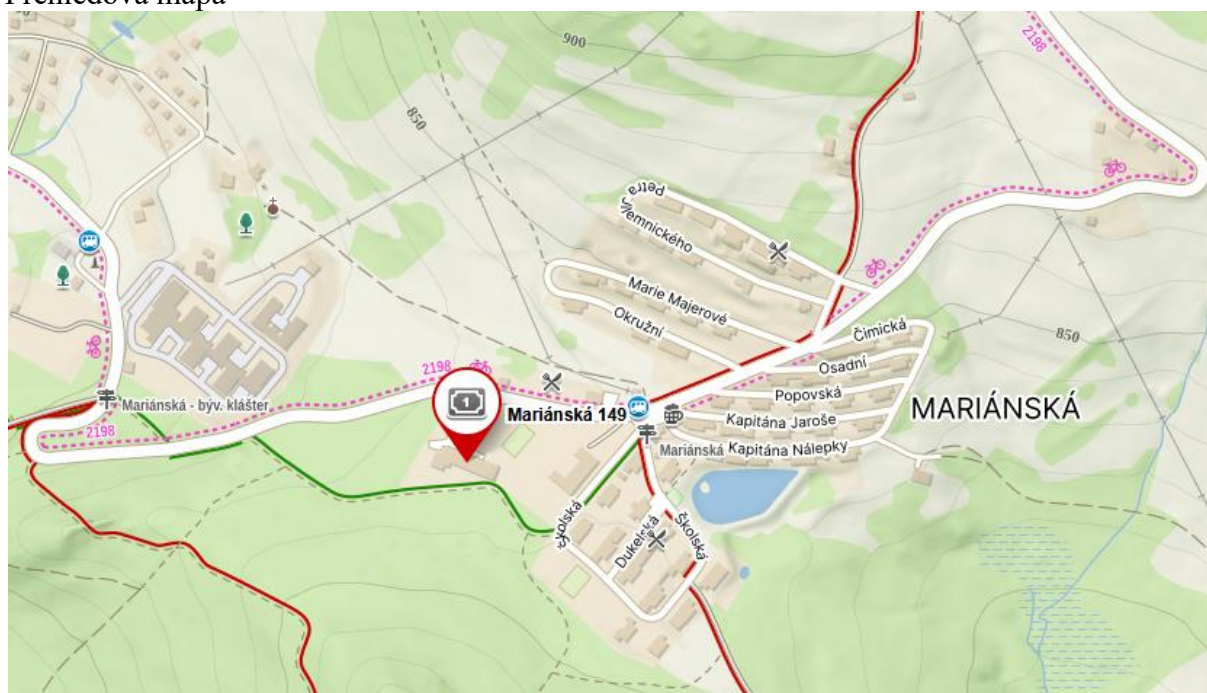 Přehledová mapa
2198
900
850
Petra
Jemnického
Marie Majerové
Okružní
Čimická
850
Osadní
2198
Popovská
Mariánská - býv. klášter
1
Mariánská 149
MARIÁNSKÁ
Kapitána Jaroše
2198
Mariánská
Kapitána Nálepky
Školská
Dukelská
Školská